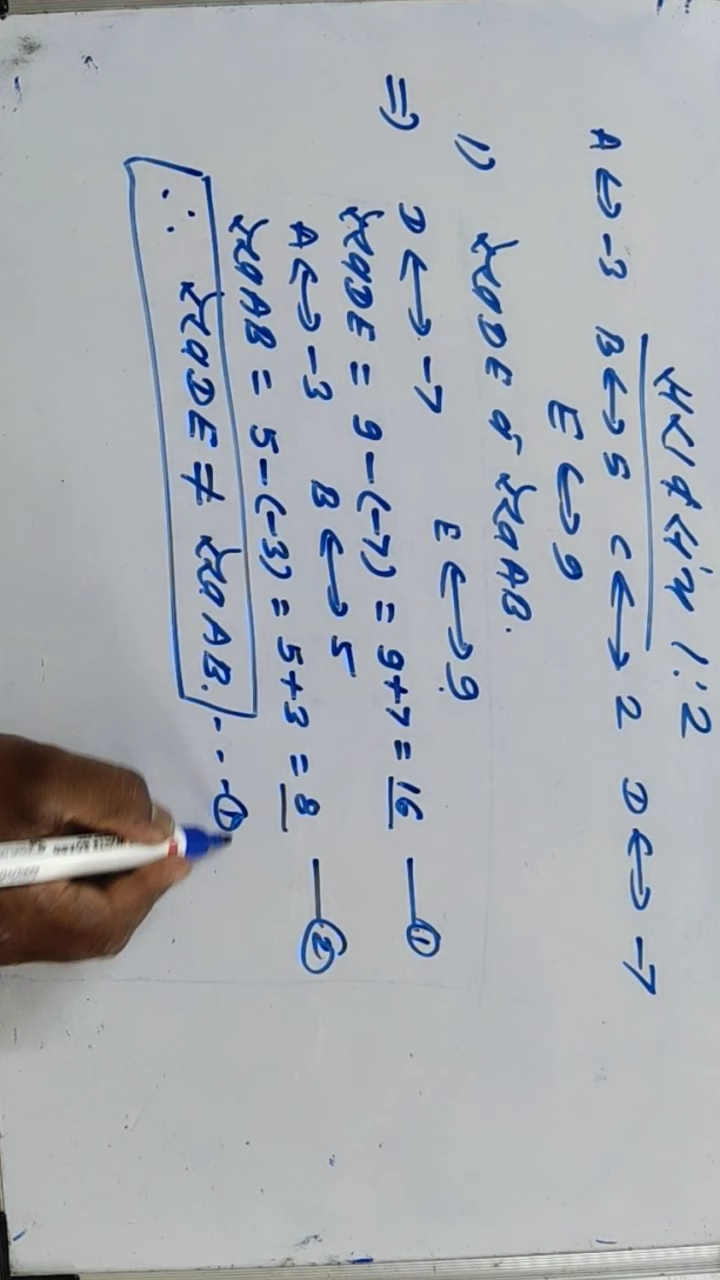 सरावसंच 1:2
A ↔ -3 B ↔ 5 C ↔ 2 D ↔ -7
E ↔ 9
1) रेख DE व रेख AB.
⇒ D ↔ -7 E ↔ 9
रेख DE = 9 - (-7) = 9+7 = 16 — ①
A ↔ -3 B ↔ 5
रेख AB = 5 - (-3) = 5+3 = 8 — ②
∴ रेख DE ≠ रेख AB. - - - ①